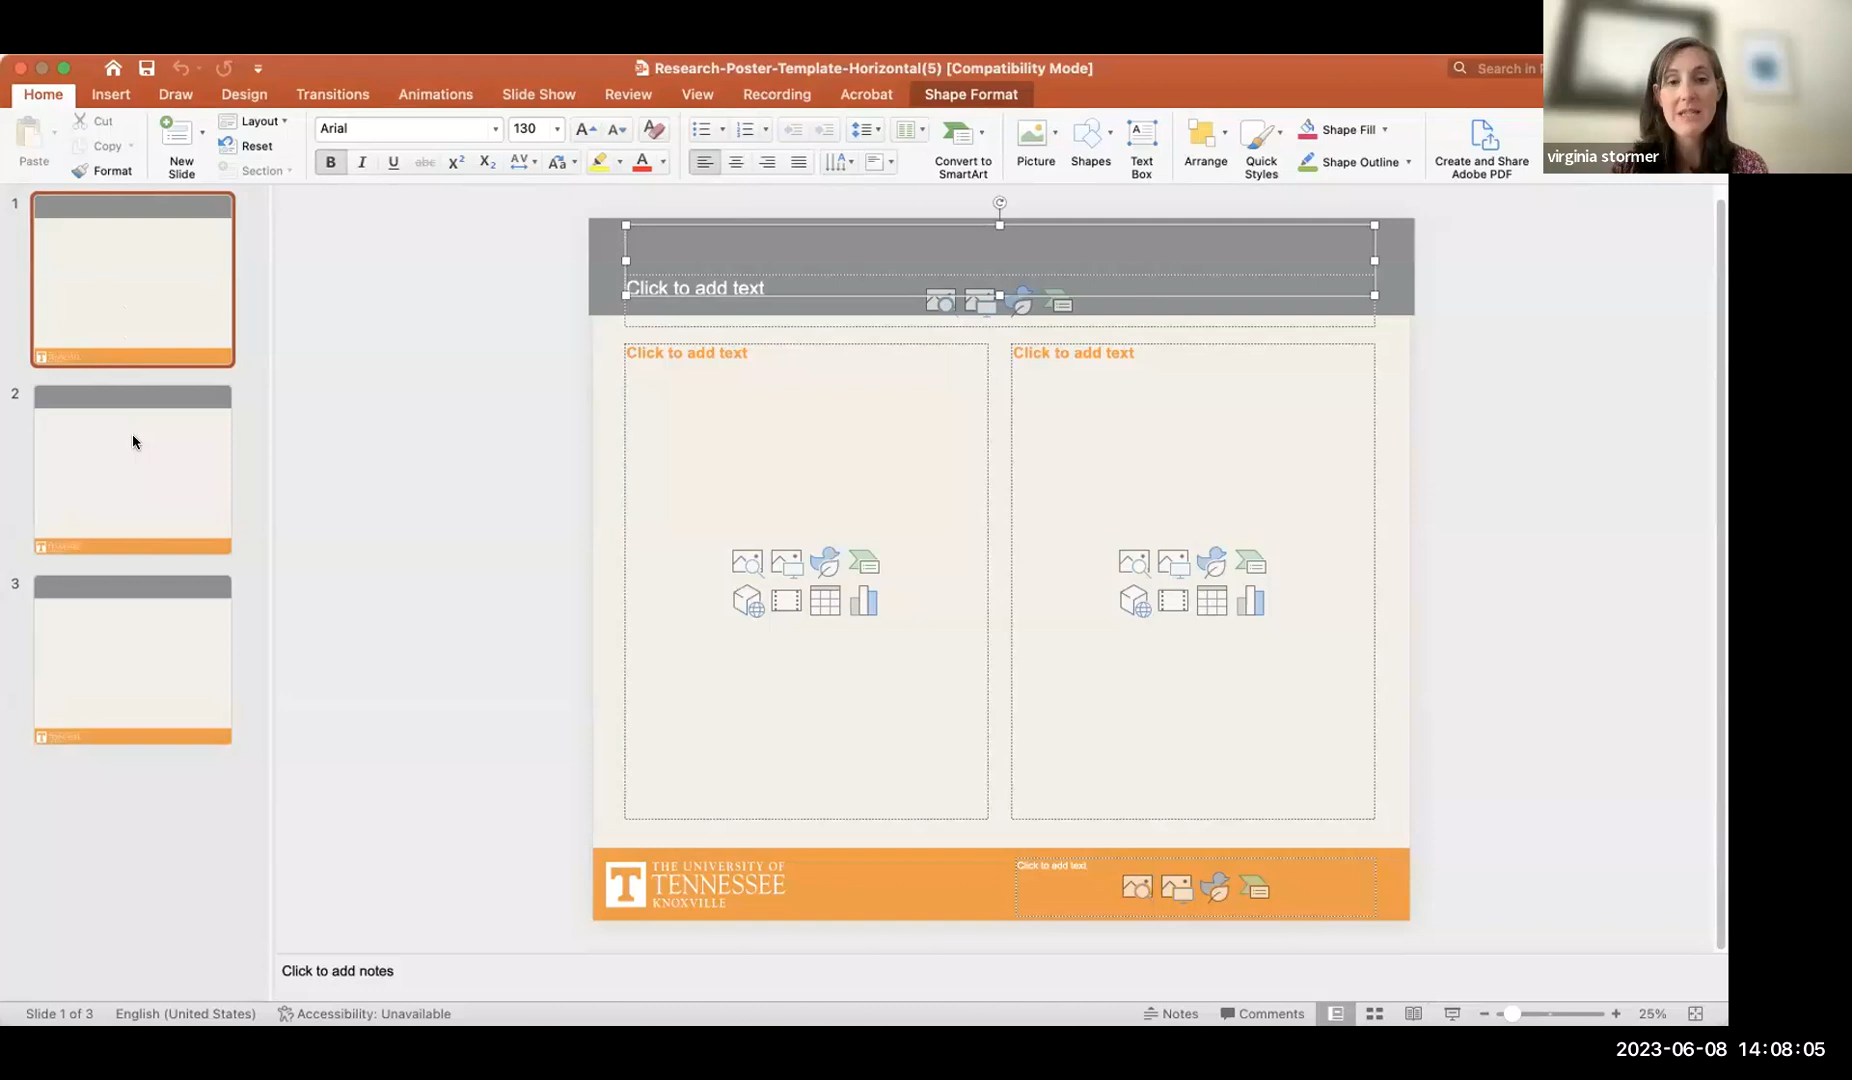 Research-Poster-Template-Horizontal(5) [Compatibility Mode]
Search in
Home Insert Draw Design Transitions Animations Slide Show Review View Recording Acrobat Shape Format
Paste
Cut
Copy
Format
New
Slide
Layout
Reset
Section
Arial
130
B I U abc X² X₂ AV Aa A
Convert to
SmartArt
Picture
Shapes
Text
Box
Arrange
Quick
Styles
Shape Fill
Shape Outline
Create and Share
Adobe PDF
virginia stormer
1
2
3
Click to add text
Click to add text
Click to add text
T THE UNIVERSITY OF
TENNESSEE
KNOXVILLE
Click to add text
Click to add notes
Slide 1 of 3
English (United States)
Accessibility: Unavailable
Notes
Comments
25%
2023-06-08 14:08:05